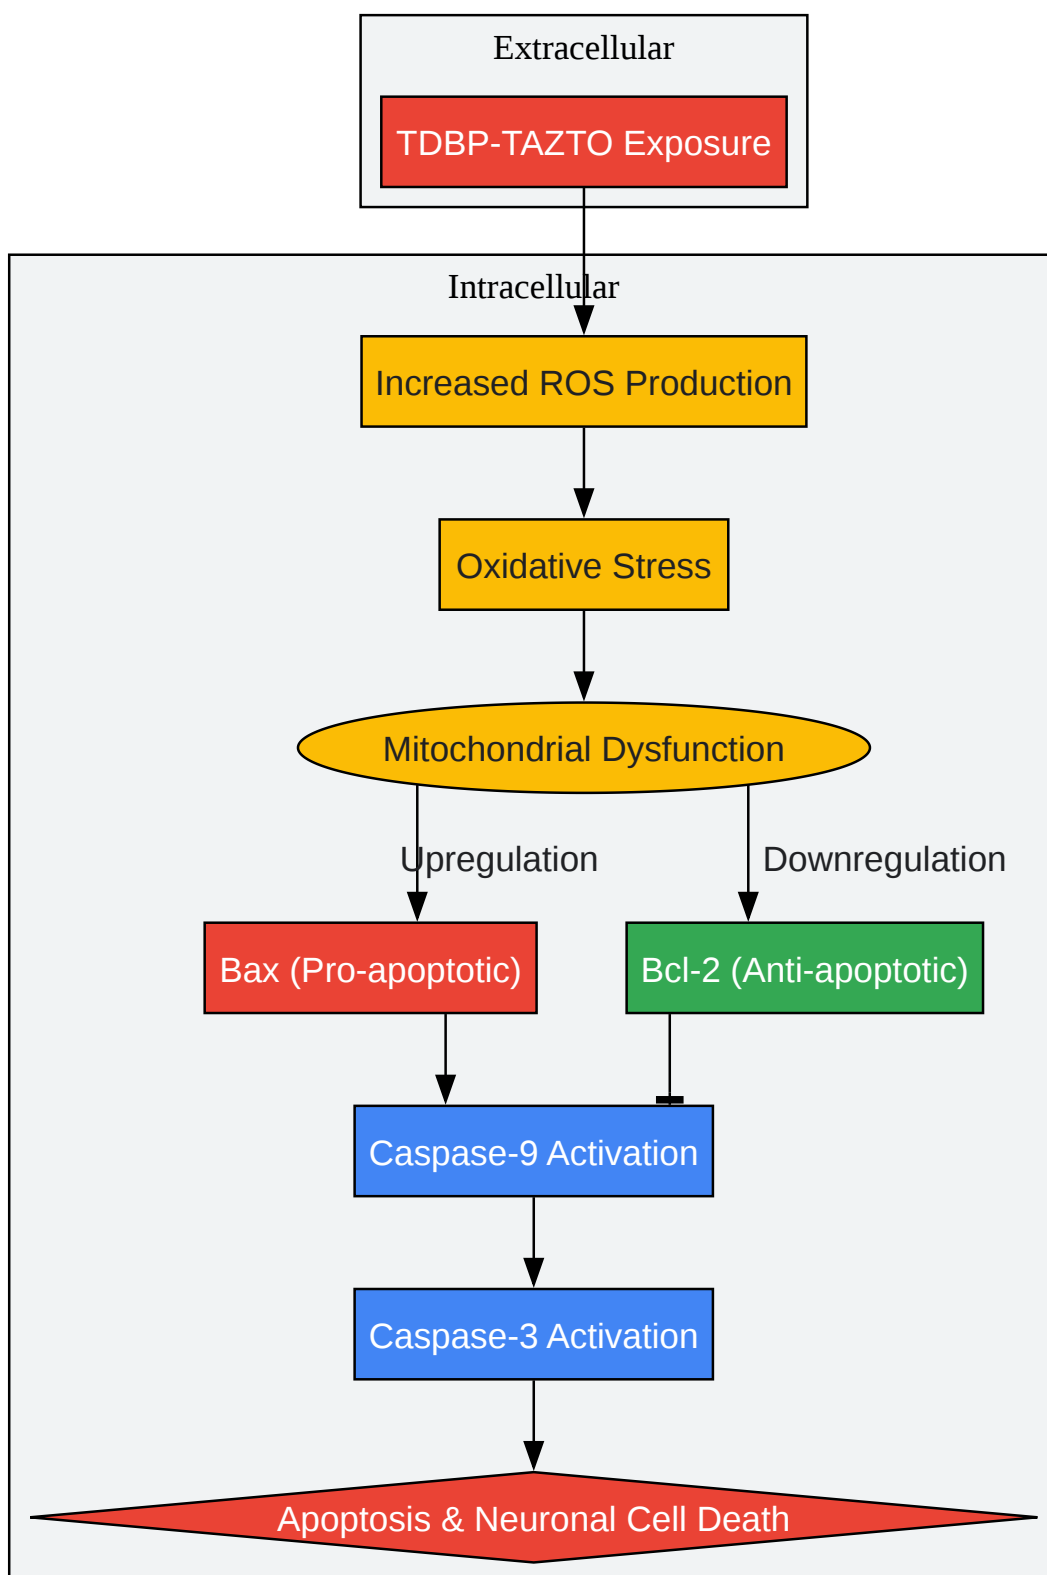 Extracellular
TDBP-TAZTO Exposure
Intracellular
Increased ROS Production
Oxidative Stress
Mitochondrial Dysfunction
Upregulation
Downregulation
Bax (Pro-apoptotic)
Bcl-2 (Anti-apoptotic)
Caspase-9 Activation
Caspase-3 Activation
Apoptosis & Neuronal Cell Death